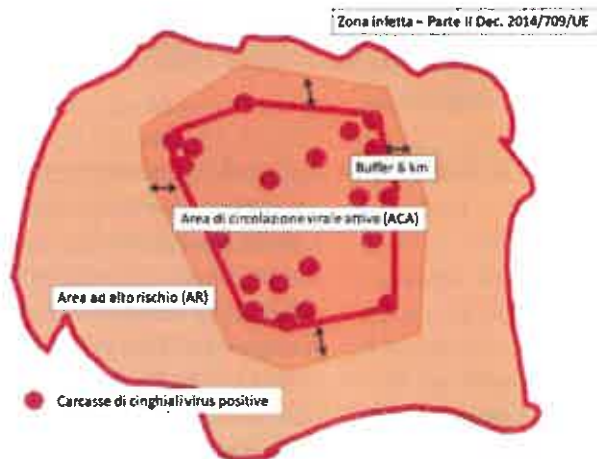 Zona infetta – Parte II Dec. 2014/709/UE
Buffer 6 km
Area di circolazione virale attiva (ACA)
Area ad alto rischio (AR)
Carcasse di cinghiali virus positive